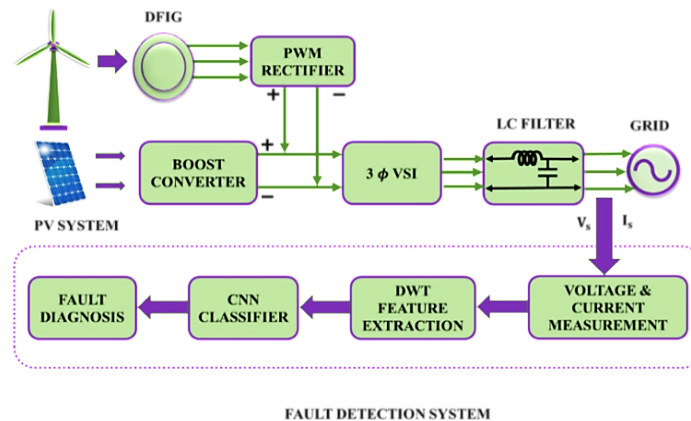 DFIG
PWM
RECTIFIER
+
−
PV SYSTEM
BOOST
CONVERTER
+
−
3 ϕ VSI
LC FILTER
GRID
Vs Is
FAULT
DIAGNOSIS
CNN
CLASSIFIER
DWT
FEATURE
EXTRACTION
VOLTAGE &
CURRENT
MEASUREMENT
FAULT DETECTION SYSTEM